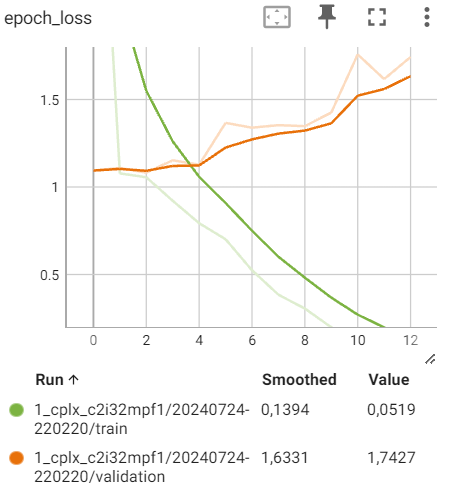 epoch_loss
1.5
1
0.5
0 2 4 6 8 10 12
Run ↑ Smoothed Value
1_cplx_c2i32mpf1/20240724- 0,1394 0,0519
220220/train
1_cplx_c2i32mpf1/20240724- 1,6331 1,7427
220220/validation